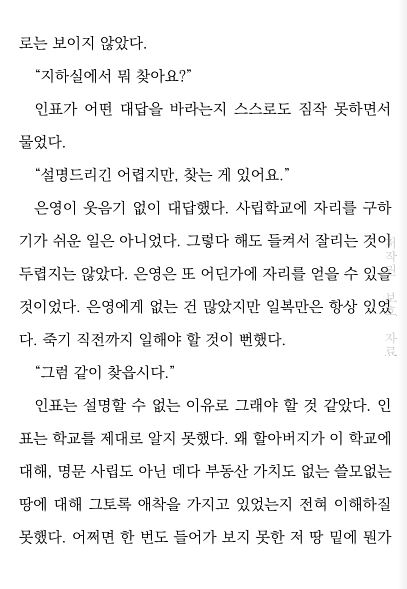 로는 보이지 않았다.
“지하실에서 뭐 찾아요?”
인표가 어떤 대답을 바라는지 스스로도 짐작 못하면서
물었다.
“설명드리긴 어렵지만, 찾는 게 있어요.”
은영이 웃음기 없이 대답했다. 사립학교에 자리를 구하
기가 쉬운 일은 아니었다. 그렇다 해도 들켜서 잘리는 것이
두렵지는 않았다. 은영은 또 어딘가에 자리를 얻을 수 있을
것이었다. 은영에게 없는 건 많았지만 일복만은 항상 있었
다. 죽기 직전까지 일해야 할 것이 뻔했다.
“그럼 같이 찾읍시다.”
인표는 설명할 수 없는 이유로 그래야 할 것 같았다. 인
표는 학교를 제대로 알지 못했다. 왜 할아버지가 이 학교에
대해, 명문 사립도 아닌 데다 부동산 가치도 없는 쓸모없는
땅에 대해 그토록 애착을 가지고 있었는지 전혀 이해하질
못했다. 어쩌면 한 번도 들어가 보지 못한 저 땅 밑에 뭔가
저작권 보호 자료